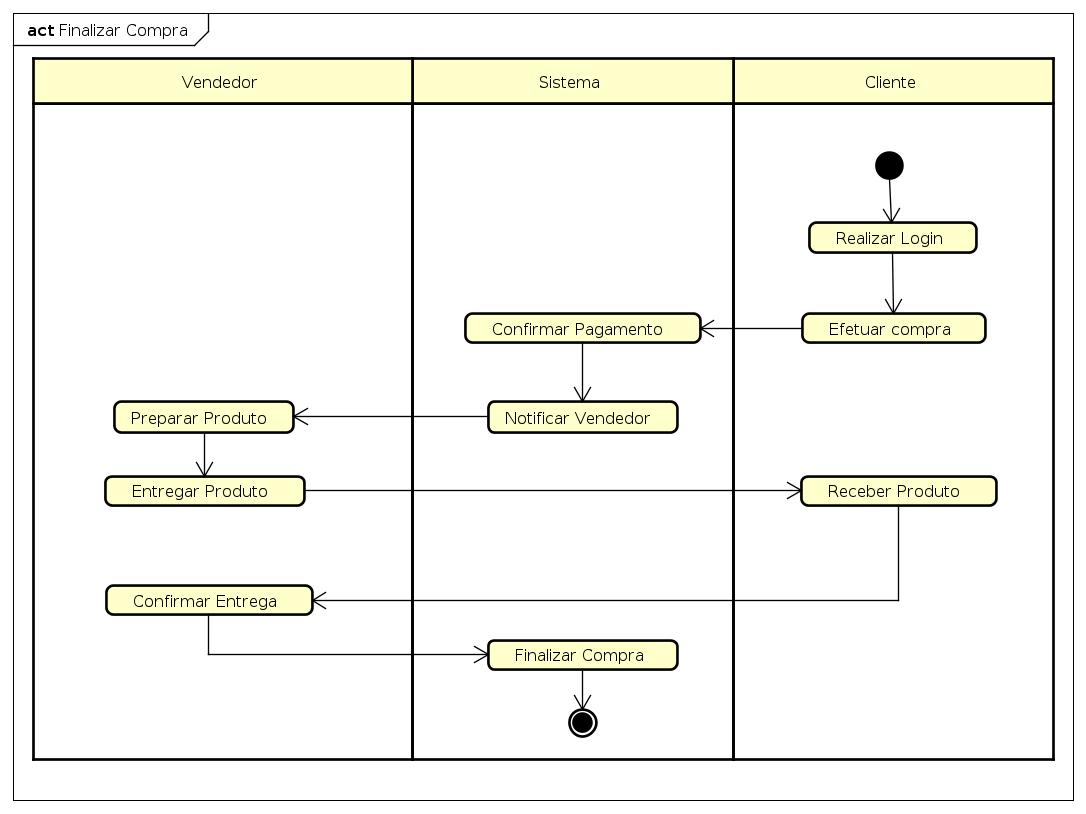 act Finalizar Compra
Vendedor
Sistema
Cliente
Realizar Login
Confirmar Pagamento
Efetuar compra
Preparar Produto
Notificar Vendedor
Entregar Produto
Receber Produto
Confirmar Entrega
Finalizar Compra